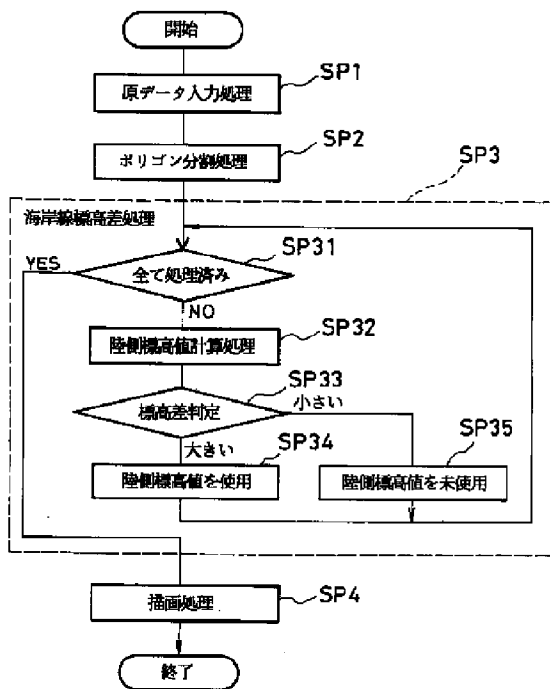 開始
SP1
原データ入力処理
SP2
ポリゴン分割処理
SP3
海岸線標高差処理
SP31
YES
全て処理済み
NO
SP32
陸側標高値計算処理
SP33
標高差判定
小さい
大きい
SP34
SP35
陸側標高値を使用
陸側標高値を未使用
描画処理
SP4
終了